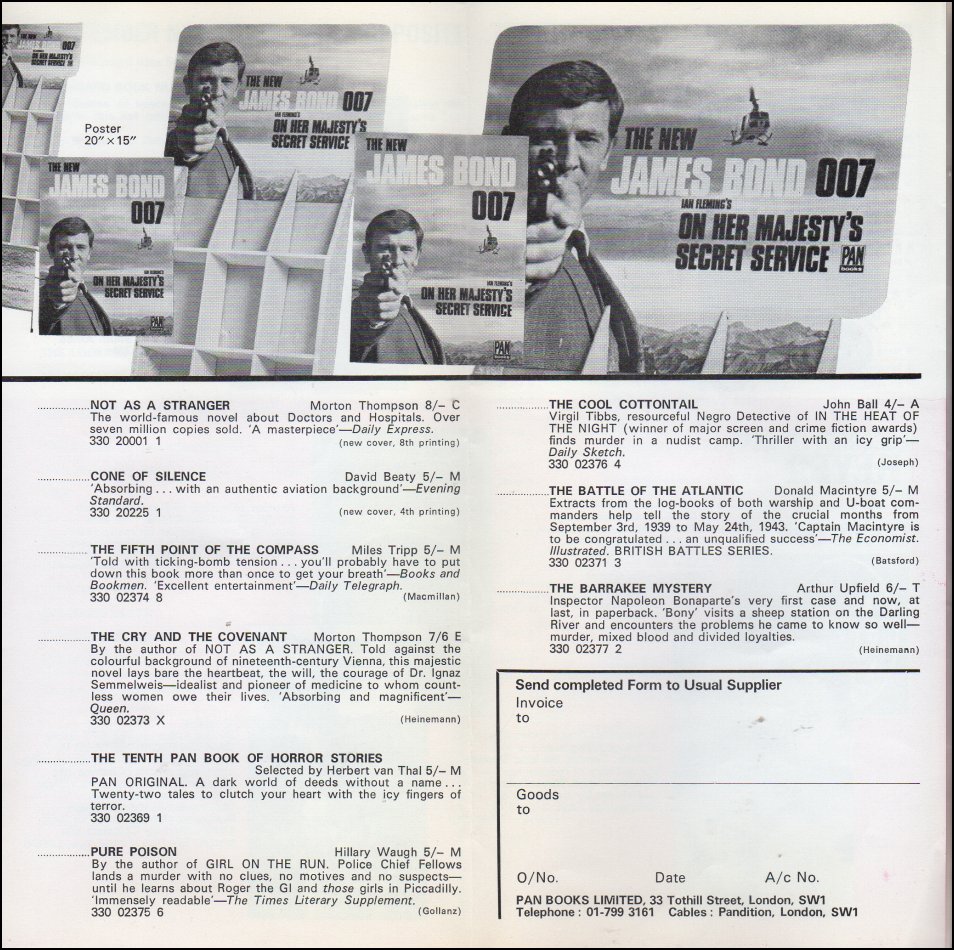 JAMES BOND 007
ON HER MAJESTY'S
SECRET SERVICE
Poster
20″ × 15″
THE NEW
JAMES BOND 007
IAN FLEMING'S
ON HER MAJESTY'S
SECRET SERVICE
THE NEW
JAMES BOND
007
IAN FLEMING'S
ON HER MAJESTY'S
SECRET SERVICE
PAN
THE NEW
JAMES BOND
007
IAN FLEMING'S
ON HER MAJESTY'S
SECRET SERVICE
PAN
THE NEW
JAMES BOND 007
IAN FLEMING'S
ON HER MAJESTY'S
SECRET SERVICE
PAN
books
NOT AS A STRANGER Morton Thompson 8/– C
The world-famous novel about Doctors and Hospitals. Over
seven million copies sold. 'A masterpiece'—Daily Express.
330 20001 1 (new cover, 8th printing)
CONE OF SILENCE David Beaty 5/– M
'Absorbing . . . with an authentic aviation background'—Evening
Standard.
330 20225 1 (new cover, 4th printing)
THE FIFTH POINT OF THE COMPASS Miles Tripp 5/– M
'Told with ticking-bomb tension . . . you'll probably have to put
down this book more than once to get your breath'—Books and
Bookmen. 'Excellent entertainment'—Daily Telegraph.
330 02374 8 (Macmillan)
THE CRY AND THE COVENANT Morton Thompson 7/6 E
By the author of NOT AS A STRANGER. Told against the
colourful background of nineteenth-century Vienna, this majestic
novel lays bare the heartbeat, the will, the courage of Dr. Ignaz
Semmelweis—idealist and pioneer of medicine to whom count-
less women owe their lives. 'Absorbing and magnificent'—
Queen.
330 02373 X (Heinemann)
THE TENTH PAN BOOK OF HORROR STORIES
Selected by Herbert van Thal 5/– M
PAN ORIGINAL. A dark world of deeds without a name . . .
Twenty-two tales to clutch your heart with the icy fingers of
terror.
330 02369 1
PURE POISON Hillary Waugh 5/– M
By the author of GIRL ON THE RUN. Police Chief Fellows
lands a murder with no clues, no motives and no suspects—
until he learns about Roger the GI and those girls in Piccadilly.
'Immensely readable'—The Times Literary Supplement.
330 02375 6 (Gollanz)
THE COOL COTTONTAIL John Ball 4/– A
Virgil Tibbs, resourceful Negro Detective of IN THE HEAT OF
THE NIGHT (winner of major screen and crime fiction awards)
finds murder in a nudist camp. 'Thriller with an icy grip'—
Daily Sketch.
330 02376 4 (Joseph)
THE BATTLE OF THE ATLANTIC Donald Macintyre 5/– M
Extracts from the log-books of both warship and U-boat com-
manders help tell the story of the crucial months from
September 3rd, 1939 to May 24th, 1943. 'Captain Macintyre is
to be congratulated . . . an unqualified success'—The Economist.
Illustrated. BRITISH BATTLES SERIES.
330 02371 3 (Batsford)
THE BARRAKEE MYSTERY Arthur Upfield 6/– T
Inspector Napoleon Bonaparte's very first case and now, at
last, in paperback. 'Bony' visits a sheep station on the Darling
River and encounters the problems he came to know so well—
murder, mixed blood and divided loyalties.
330 02377 2 (Heinemann)
Send completed Form to Usual Supplier
Invoice
to
Goods
to
O/No. Date A/c No.
PAN BOOKS LIMITED, 33 Tothill Street, London, SW1
Telephone : 01-799 3161 Cables : Pandition, London, SW1